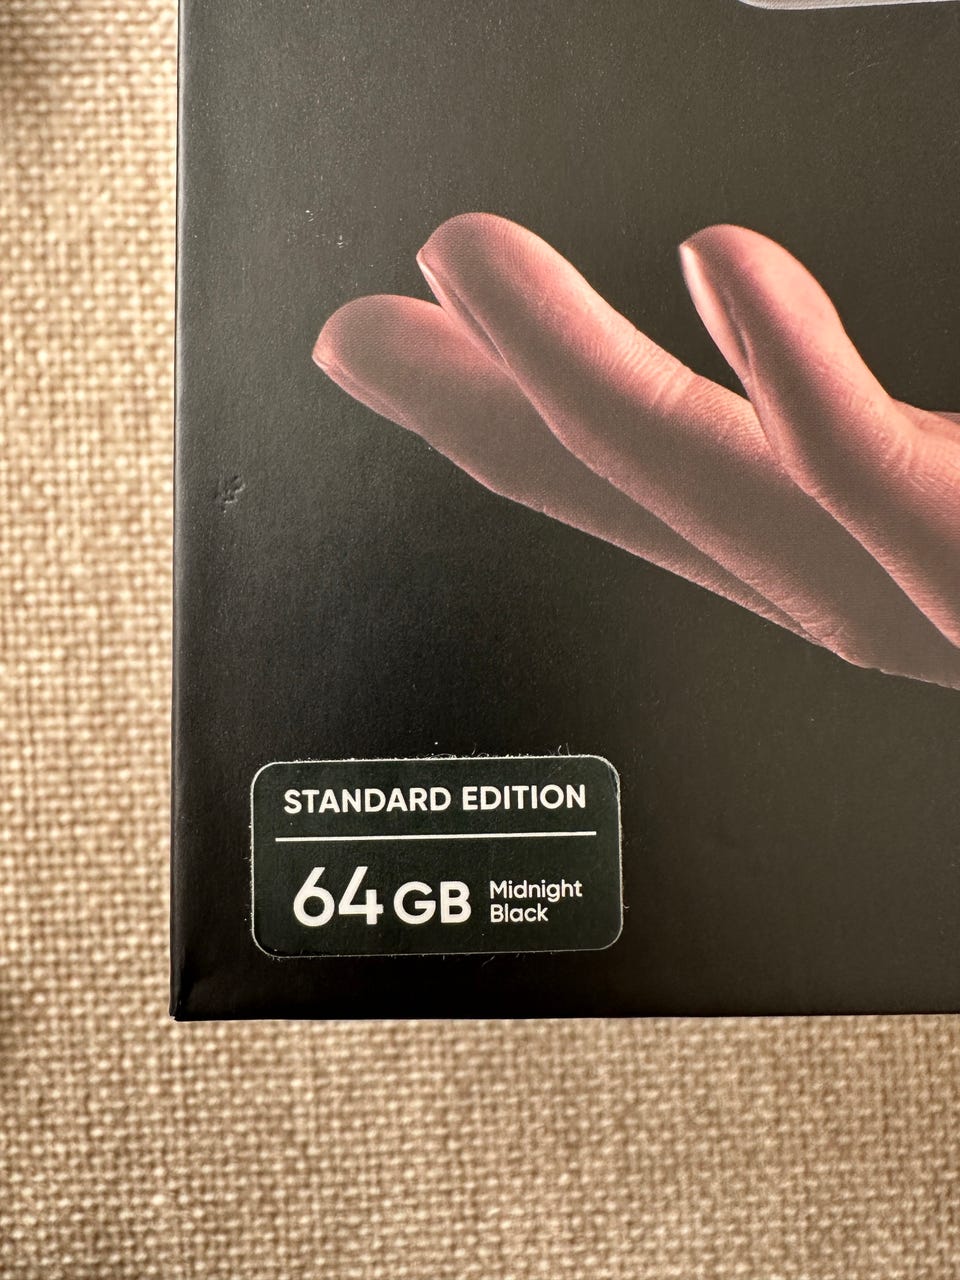 STANDARD EDITION
64 GB
Midnight
Black